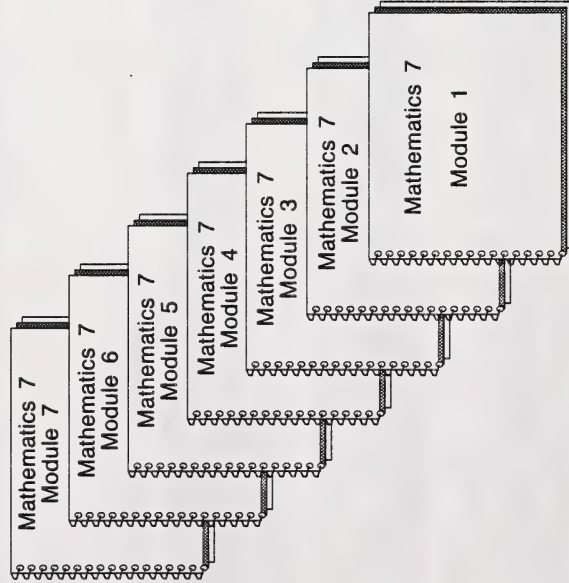 Mathematics 7
Module 7
Mathematics 7
Module 6
Mathematics 7
Module 5
Mathematics 7
Module 4
Mathematics 7
Module 3
Mathematics 7
Module 2
Mathematics 7
Module 1